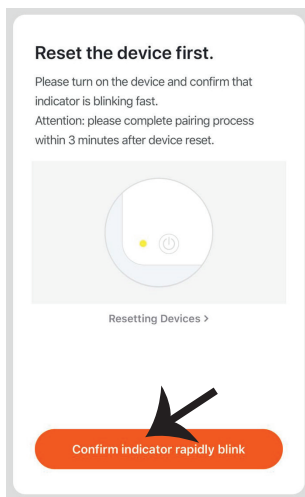 Reset the device first.
Please turn on the device and confirm that
indicator is blinking fast.
Attention: please complete pairing process
within 3 minutes after device reset.
Resetting Devices >
Confirm indicator rapidly blink